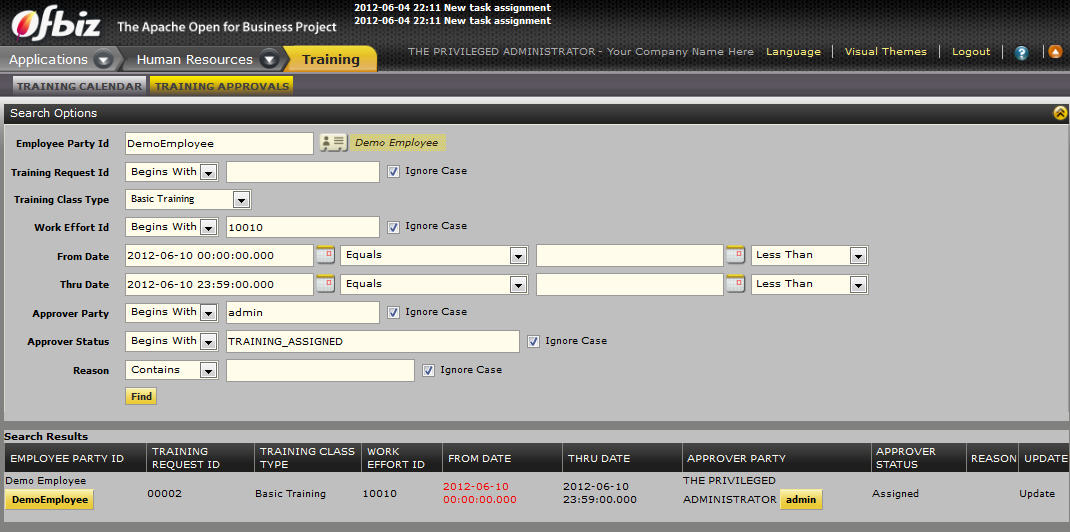 Ofbiz The Apache Open for Business Project
2012-06-04 22:11 New task assignment
2012-06-04 22:11 New task assignment
Applications Human Resources Training
THE PRIVILEGED ADMINISTRATOR - Your Company Name Here Language Visual Themes Logout ?
TRAINING CALENDAR TRAINING APPROVALS
Search Options
Employee Party Id DemoEmployee Demo Employee
Training Request Id Begins With Ignore Case
Training Class Type Basic Training
Work Effort Id Begins With 10010 Ignore Case
From Date 2012-06-10 00:00:00.000 Equals Less Than
Thru Date 2012-06-10 23:59:00.000 Equals Less Than
Approver Party Begins With admin Ignore Case
Approver Status Begins With TRAINING_ASSIGNED Ignore Case
Reason Contains Ignore Case
Find
Search Results
EMPLOYEE PARTY ID TRAINING REQUEST ID TRAINING CLASS TYPE WORK EFFORT ID FROM DATE THRU DATE APPROVER PARTY APPROVER STATUS REASON UPDATE
Demo Employee DemoEmployee 00002 Basic Training 10010 2012-06-10 00:00:00.000 2012-06-10 23:59:00.000 THE PRIVILEGED ADMINISTRATOR admin Assigned Update